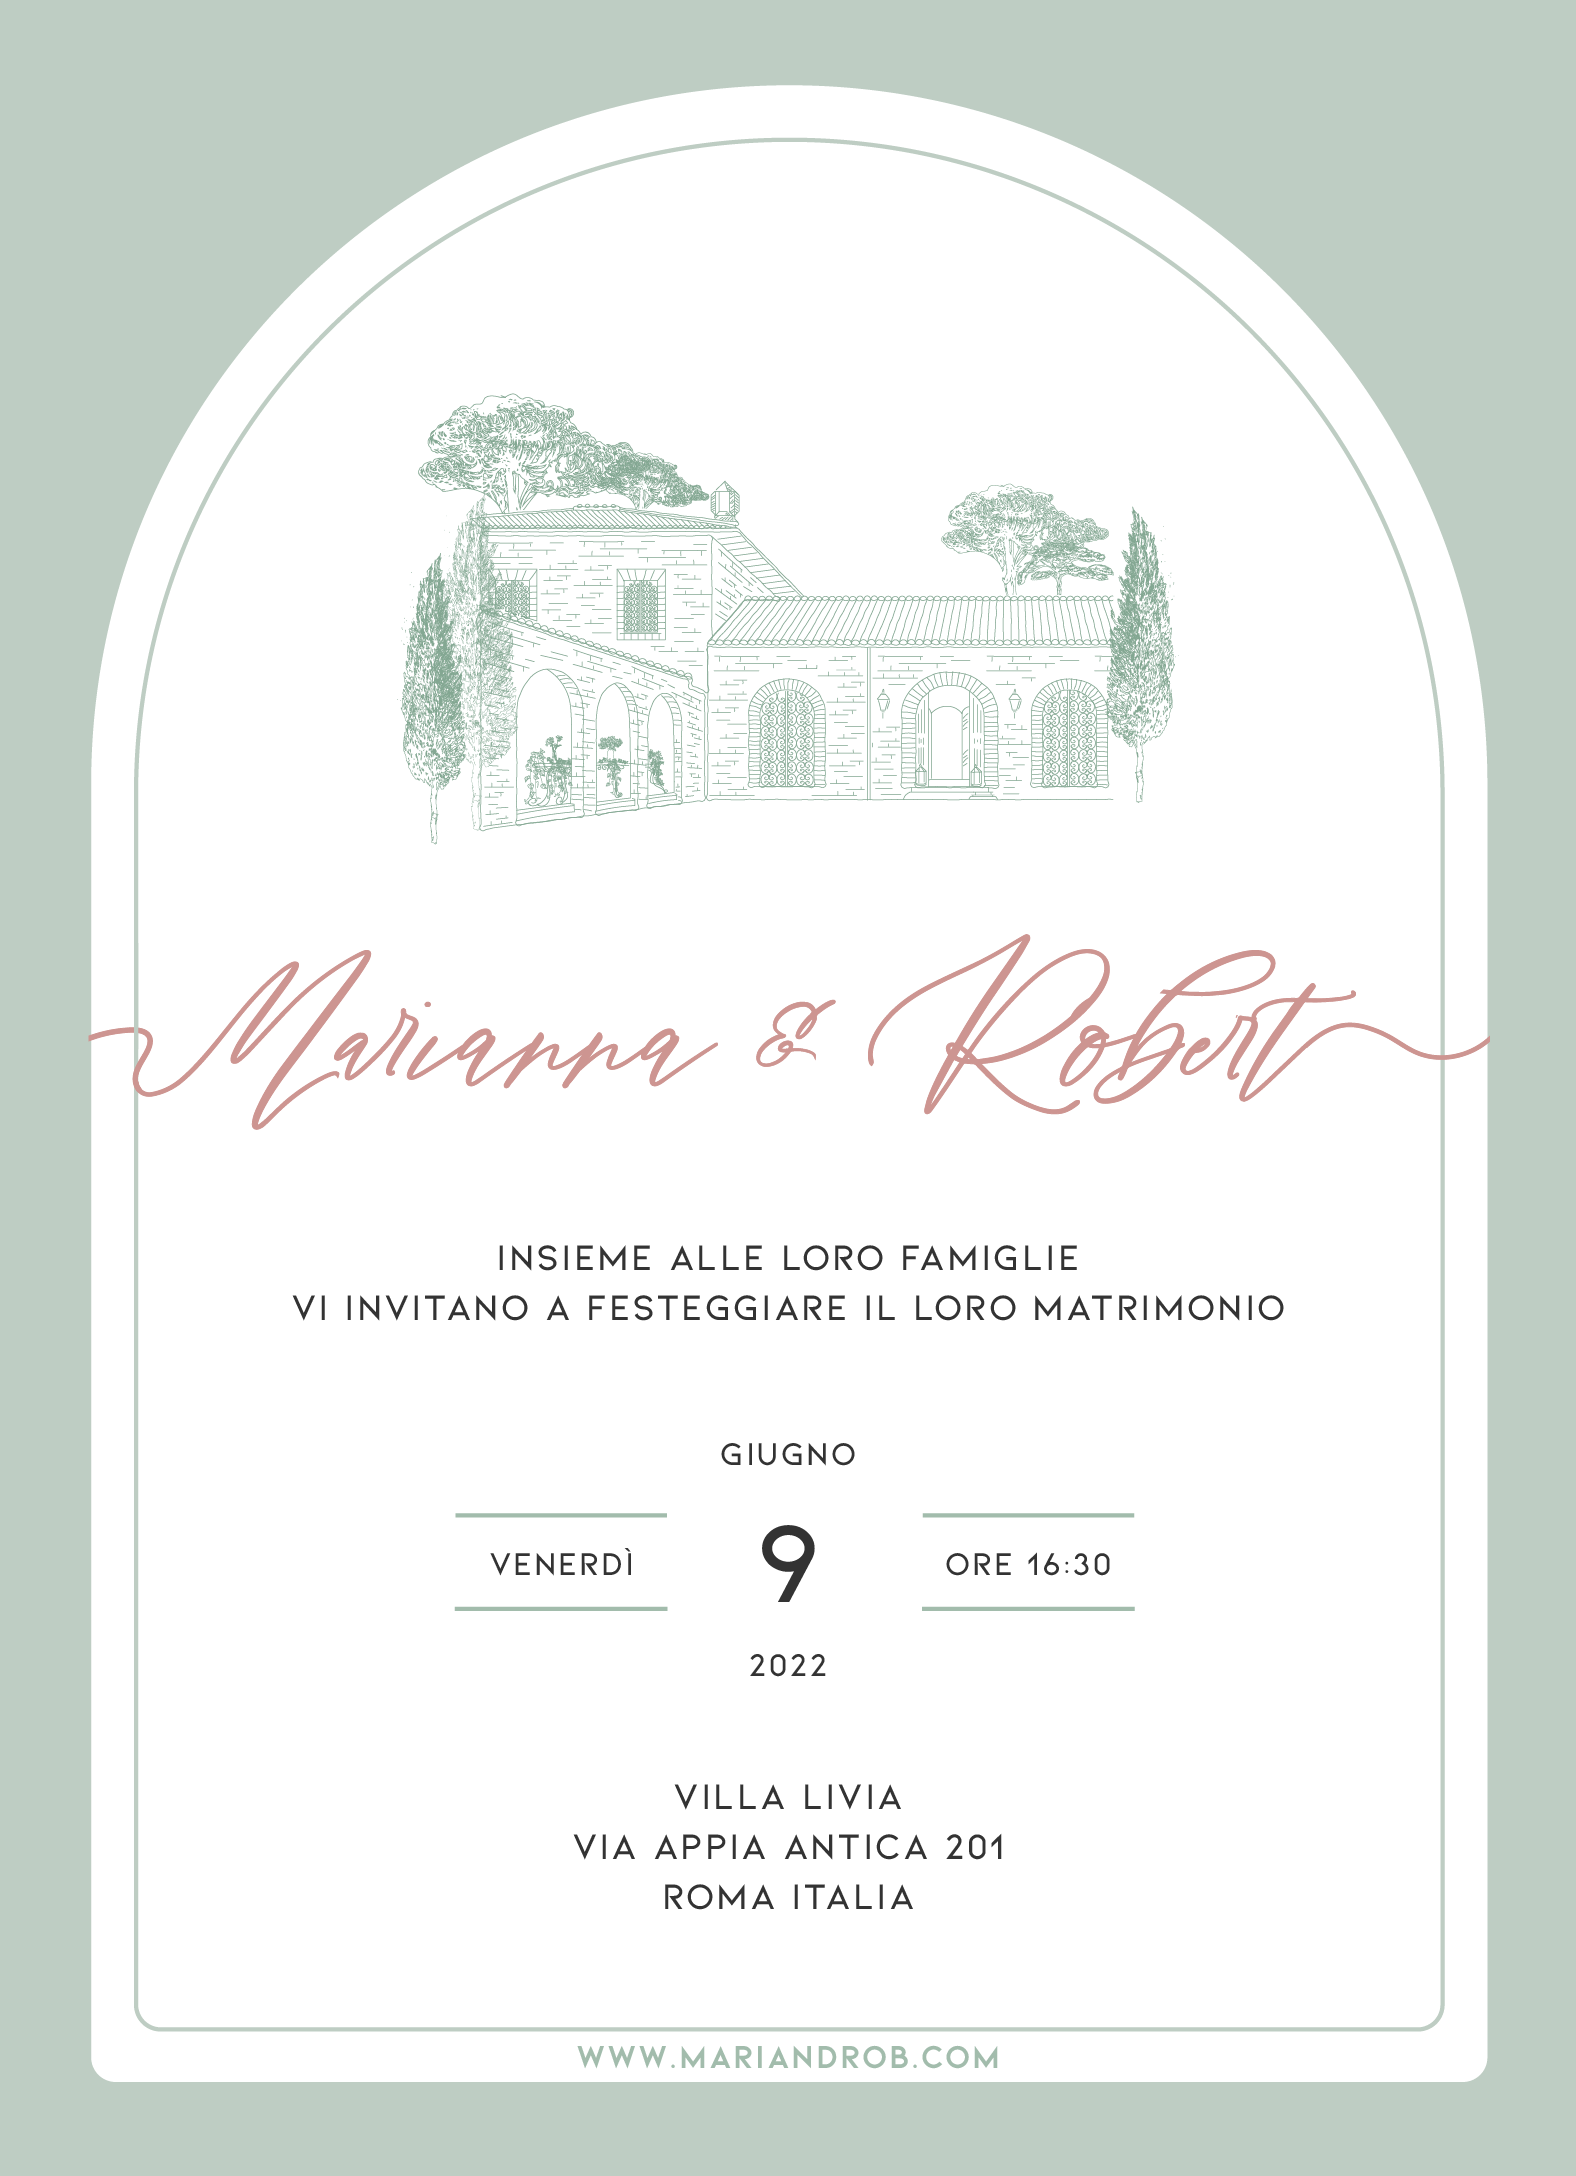 Marianna & Robert
INSIEME ALLE LORO FAMIGLIE
VI INVITANO A FESTEGGIARE IL LORO MATRIMONIO
GIUGNO
VENERDÌ 9 ORE 16:30
2022
VILLA LIVIA
VIA APPIA ANTICA 201
ROMA ITALIA
WWW.MARIANDROB.COM